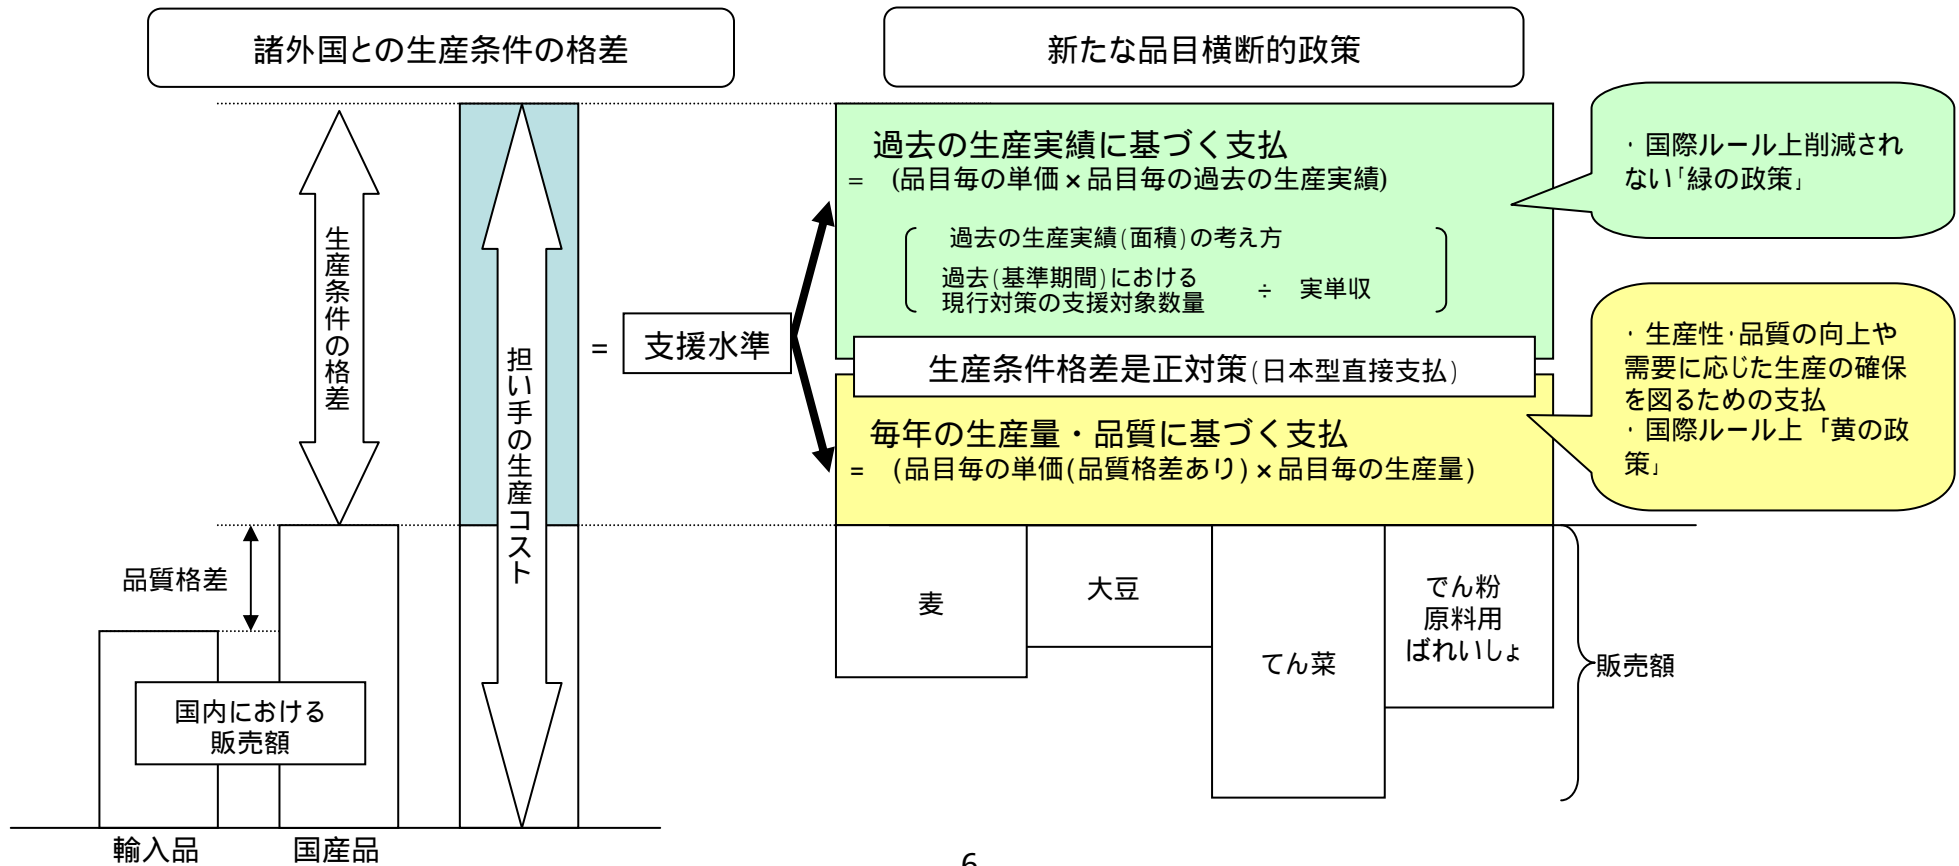 諸外国との生産条件の格差
新たな品目横断的政策
生産条件の格差
担い手の生産コスト
=
支援水準
品質格差
国内における
販売額
輸入品
国産品
過去の生産実績に基づく支払
= (品目毎の単価×品目毎の過去の生産実績)
過去の生産実績(面積)の考え方
過去(基準期間)における
現行対策の支援対象数量
÷ 実単収
生産条件格差是正対策(日本型直接支払)
毎年の生産量・品質に基づく支払
= (品目毎の単価(品質格差あり)×品目毎の生産量)
・国際ルール上削減され
ない「緑の政策」
・生産性・品質の向上や
需要に応じた生産の確保
を図るための支払
・国際ルール上「黄の政
策」
麦
大豆
てん菜
でん粉
原料用
ばれいしょ
販売額
6